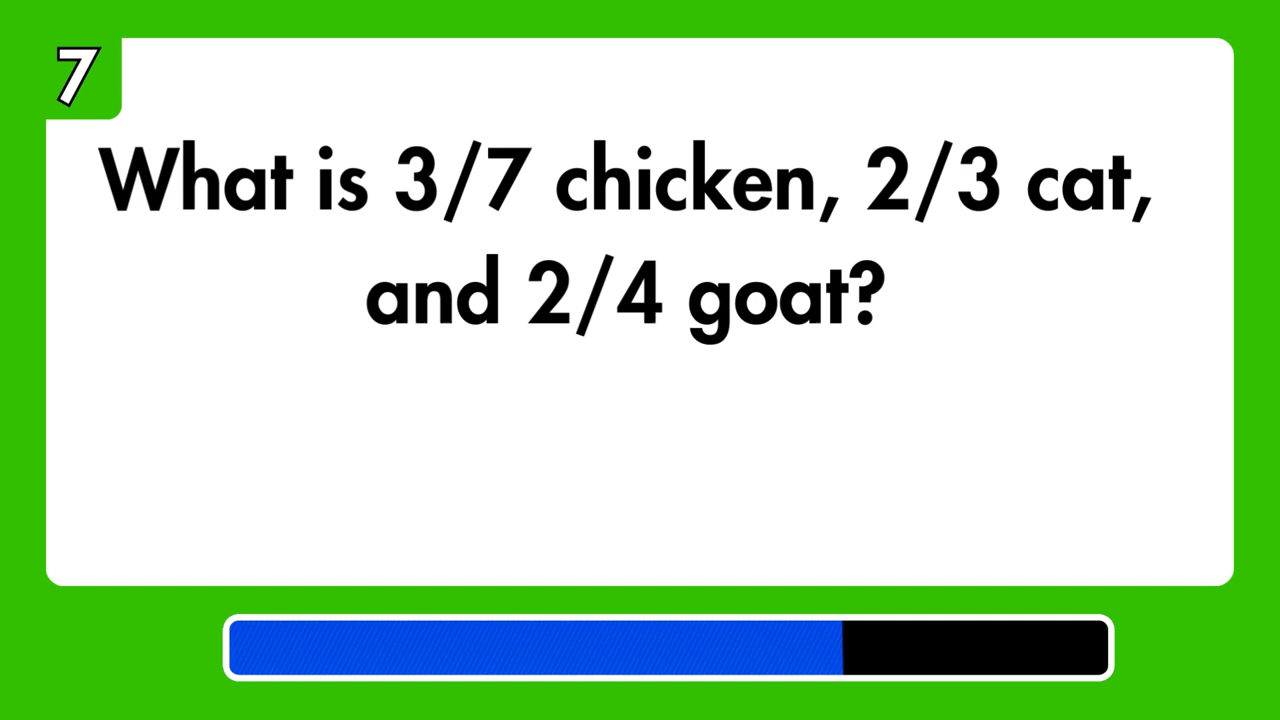 7
What is 3/7 chicken, 2/3 cat,
and 2/4 goat?